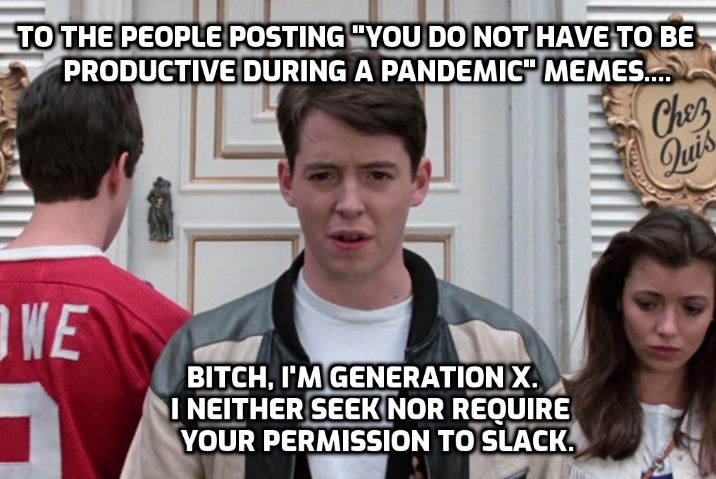 TO THE PEOPLE POSTING "YOU DO NOT HAVE TO BE
PRODUCTIVE DURING A PANDEMIC" MEMES....
Chez
Quis
OWE
BITCH, I'M GENERATION X.
I NEITHER SEEK NOR REQUIRE
YOUR PERMISSION TO SLACK.